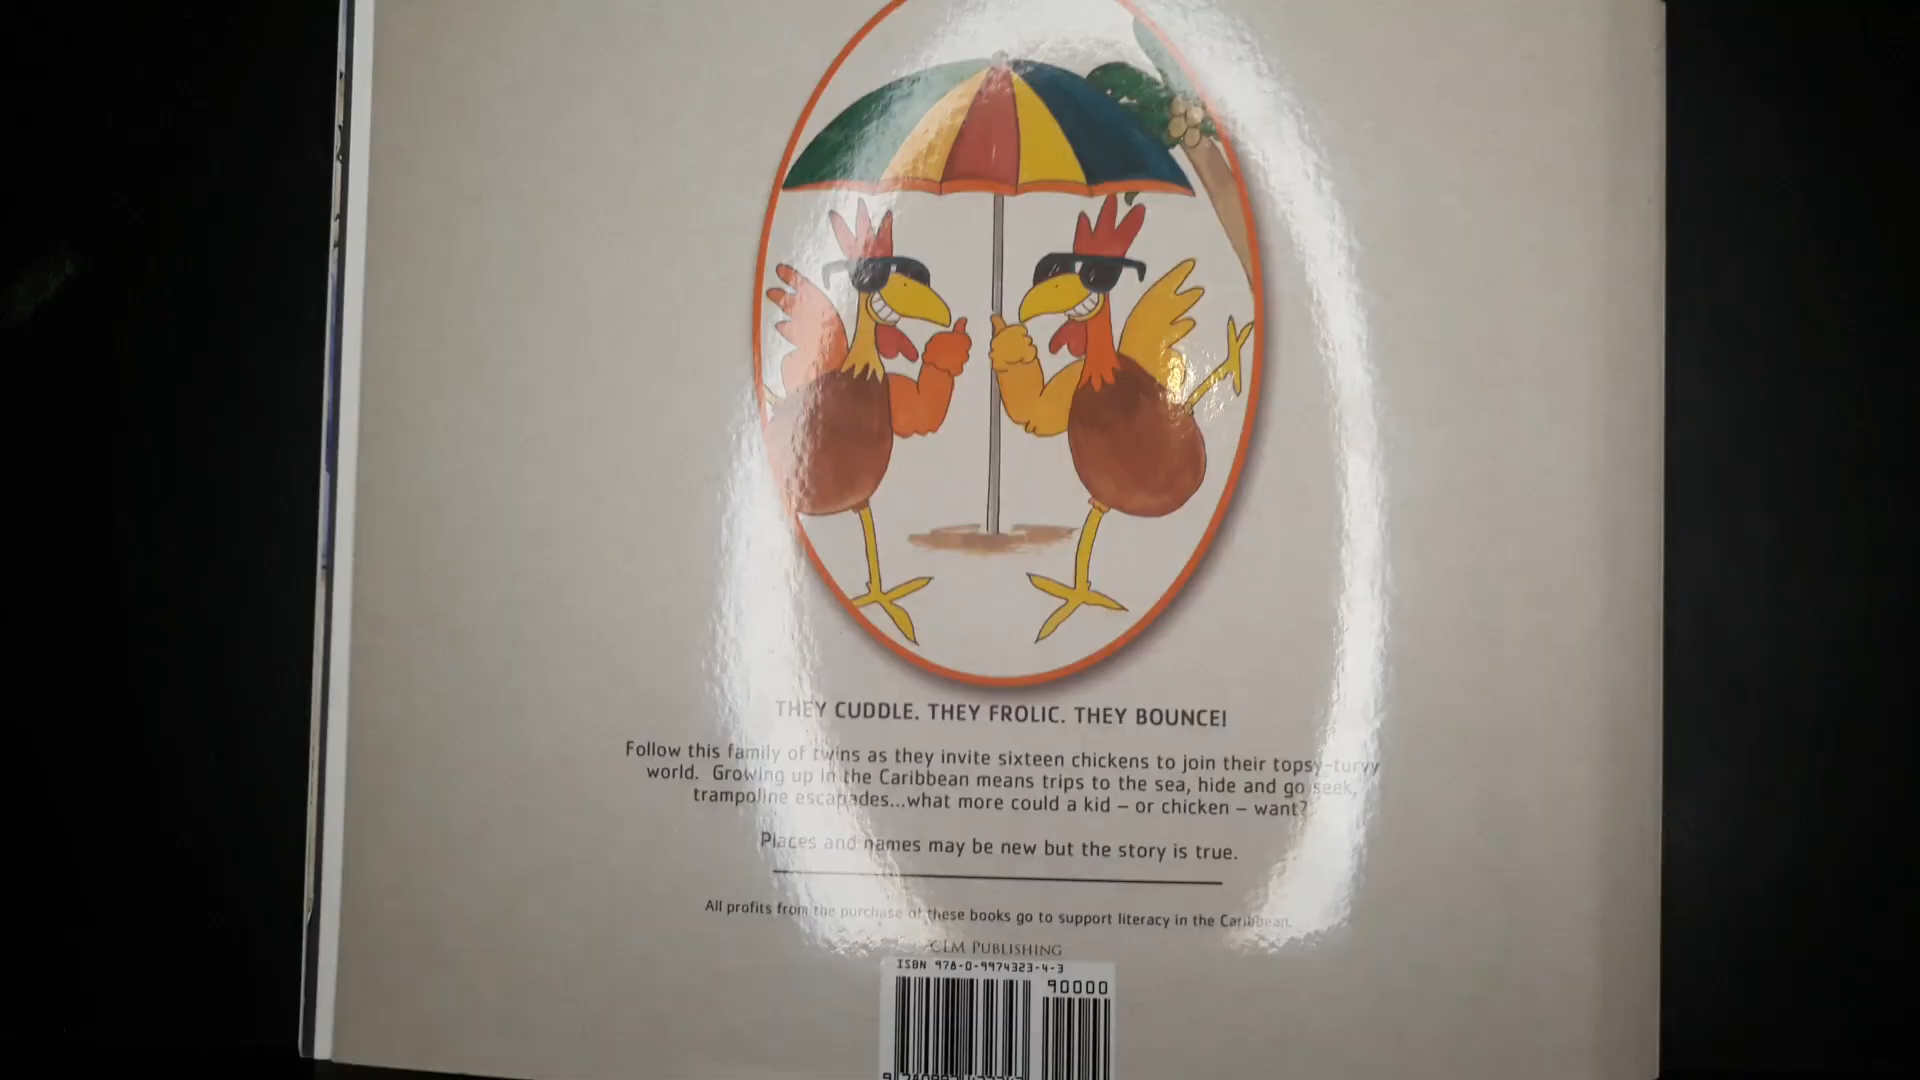 THEY CUDDLE. THEY FROLIC. THEY BOUNCE!
Follow this family of twins as they invite sixteen chickens to join their topsy-turvy
world. Growing up in the Caribbean means trips to the sea, hide and go seek,
trampoline escapades...what more could a kid – or chicken – want?
Places and names may be new but the story is true.
All profits from the purchase of these books go to support literacy in the Caribbean.
CLM PUBLISHING
ISBN 978-0-9974323-4-3
90000